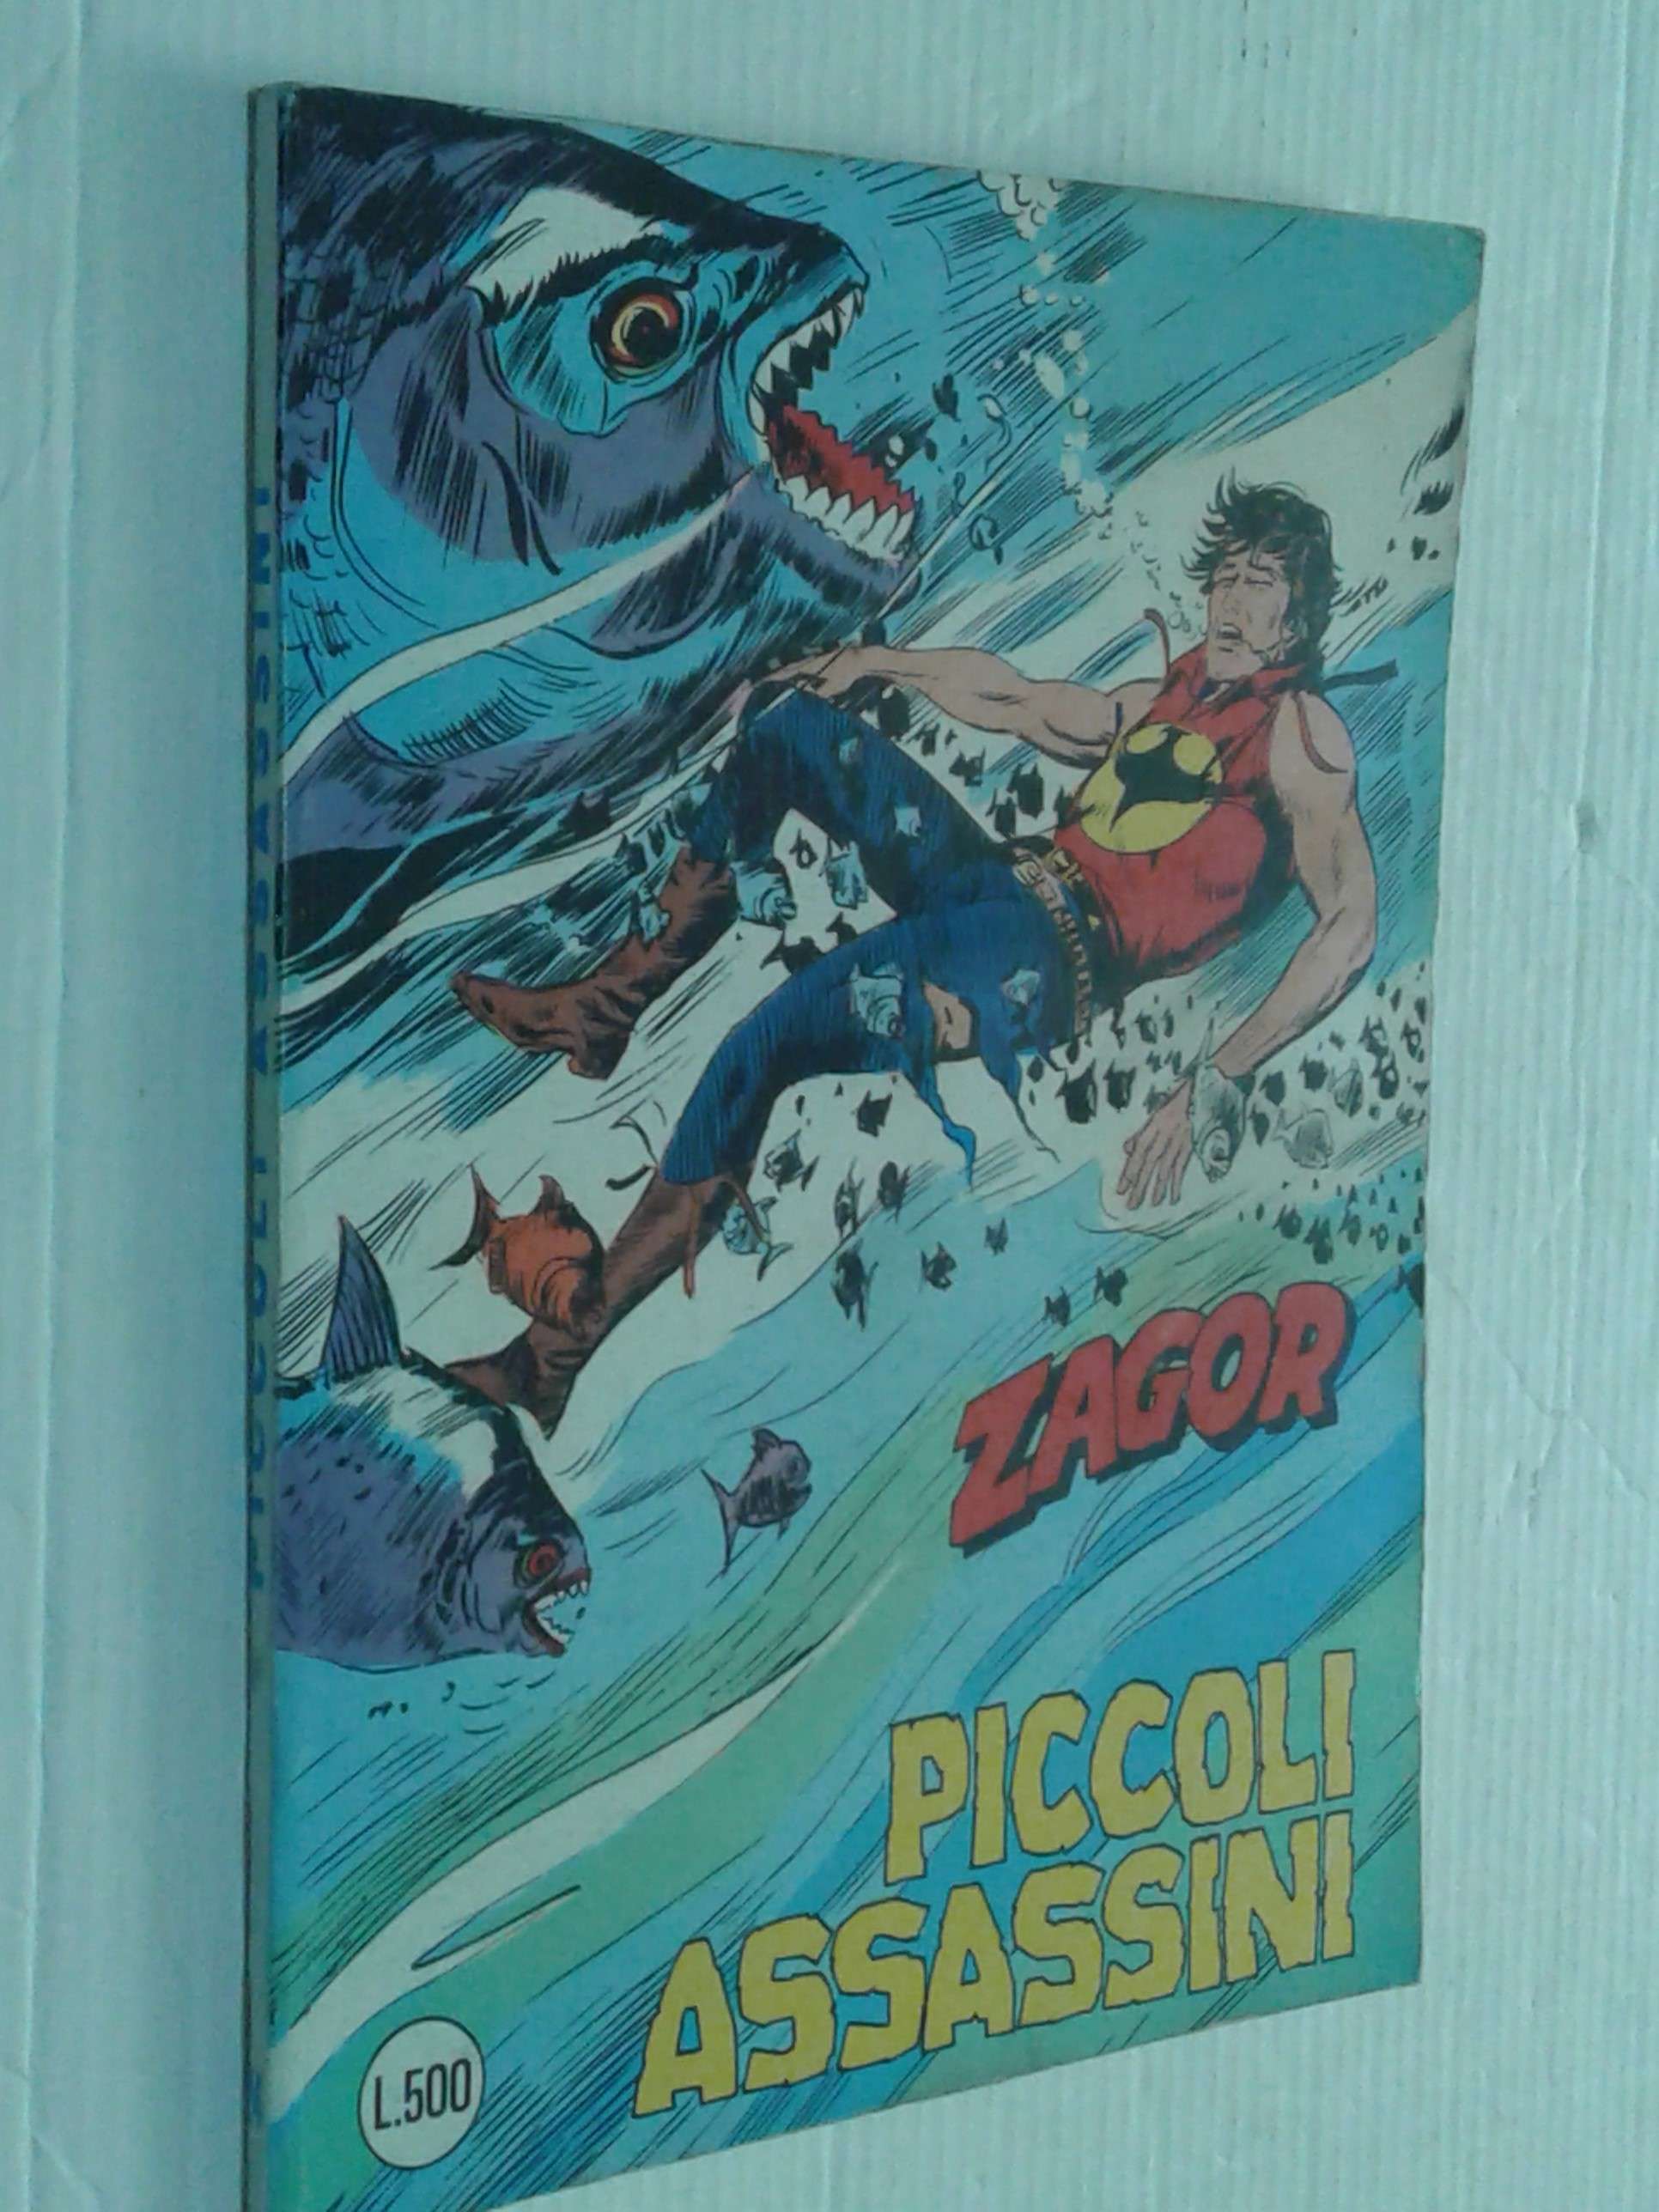 ZAGOR
PICCOLI
ASSASSINI
L.500
PICCOLI ASSASSINI